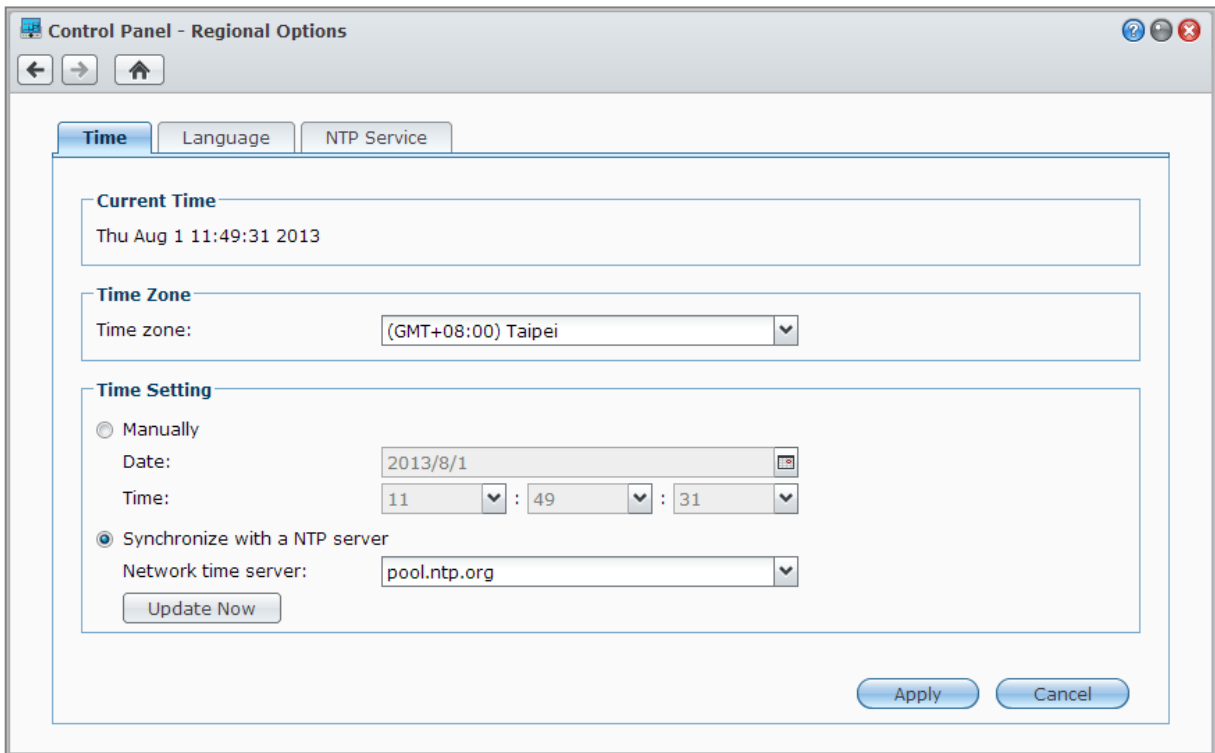 Control Panel - Regional Options
Time Language NTP Service
Current Time
Thu Aug 1 11:49:31 2013
Time Zone
Time zone: (GMT+08:00) Taipei
Time Setting
Manually
Date: 2013/8/1
Time: 11 : 49 : 31
Synchronize with a NTP server
Network time server: pool.ntp.org
Update Now
Apply Cancel